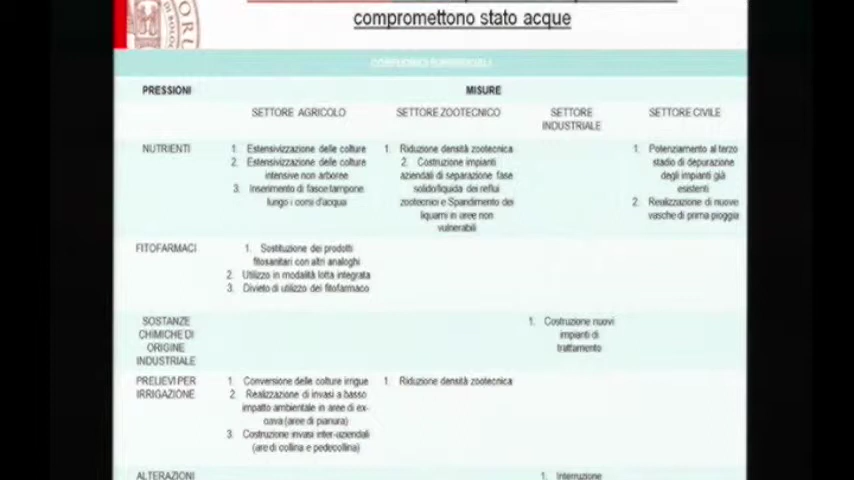 compromettono stato acque
CORPI IDRICI SUPERFICIALI
PRESSIONI
MISURE
SETTORE AGRICOLO
SETTORE ZOOTECNICO
SETTORE
INDUSTRIALE
SETTORE CIVILE
NUTRIENTI
1. Estensivizzazione delle colture
2. Estensivizzazione delle colture
intensive non arboree
3. Inserimento di fasce tampone
lungo i corsi d'acqua
1. Riduzione densità zootecnica
2. Costruzione impianti
aziendali di separazione fase
solido/liquida dei reflui
zootecnici e Spandimento dei
liquami in aree non
vulnerabili
1. Potenziamento al terzo
stadio di depurazione
degli impianti già
esistenti
2. Realizzazione di nuove
vasche di prima pioggia
FITOFARMACI
1. Sostituzione dei prodotti
fitosanitari con altri analoghi
2. Utilizzo in modalità lotta integrata
3. Divieto di utilizzo del fitofarmaco
SOSTANZE
CHIMICHE DI
ORIGINE
INDUSTRIALE
1. Costruzione nuovi
impianti di
trattamento
PRELIEVI PER
IRRIGAZIONE
1. Conversione delle colture irrigue
2. Realizzazione di invasi a basso
impatto ambientale in aree di ex-
cava (aree di pianura)
3. Costruzione invasi inter-aziendali
(are di collina e pedecollina)
1. Riduzione densità zootecnica
ALTERAZIONI
1. Interruzione